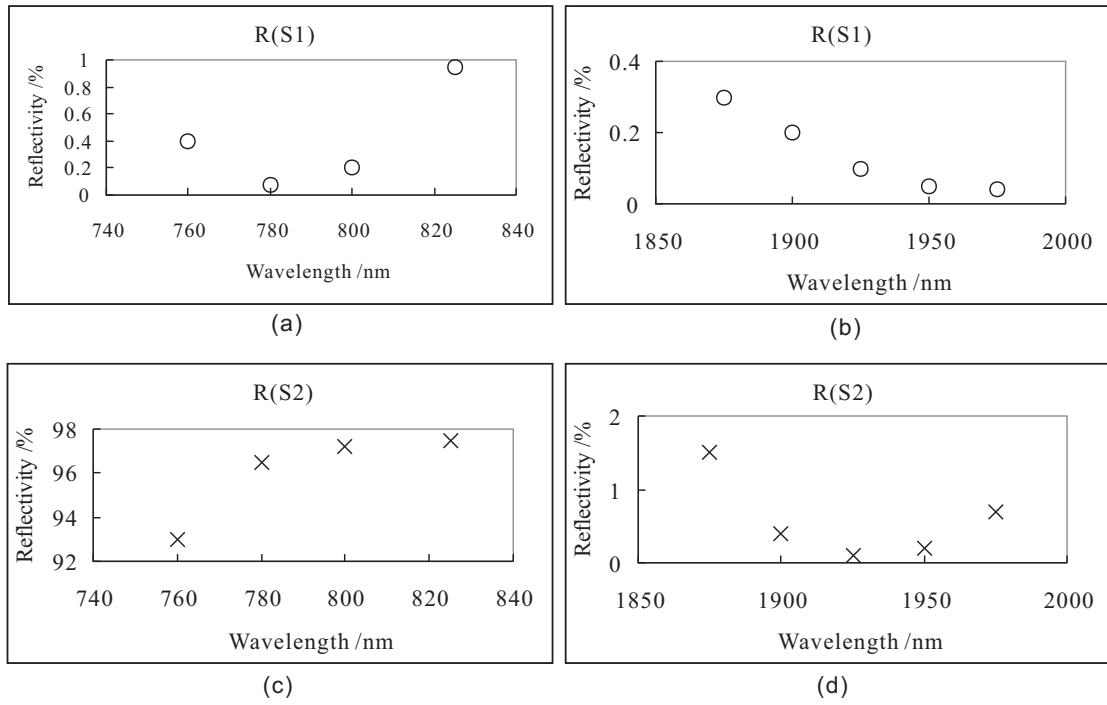 R(S1)
Reflectivity /%
1
0.8
0.6
0.4
0.2
0
740 760 780 800 820 840
Wavelength /nm
(a)
R(S1)
Reflectivity /%
0.4
0.2
0
1850 1900 1950 2000
Wavelength /nm
(b)
R(S2)
Reflectivity /%
98
96
94
92
740 760 780 800 820 840
Wavelength /nm
(c)
R(S2)
Reflectivity /%
2
1
0
1850 1900 1950 2000
Wavelength /nm
(d)